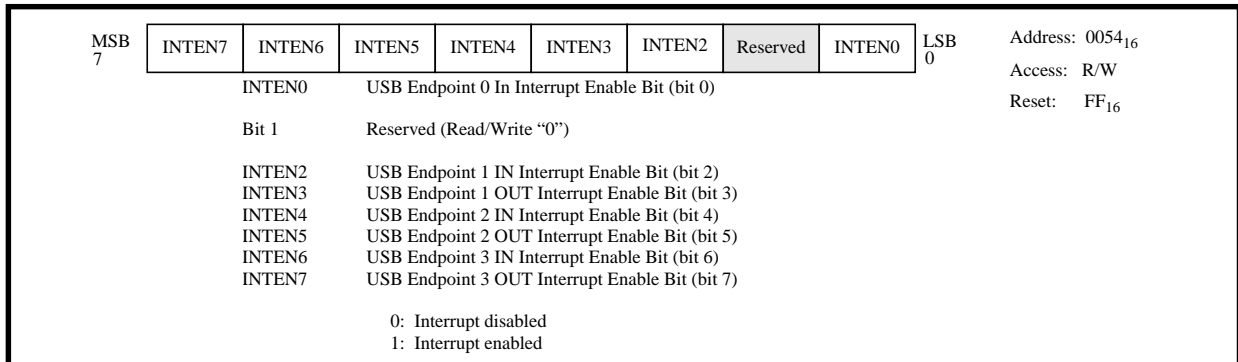 MSB 7 INTEN7 INTEN6 INTEN5 INTEN4 INTEN3 INTEN2 Reserved INTEN0 LSB 0
Address: 0054₁₆
Access: R/W
Reset: FF₁₆
INTEN0 USB Endpoint 0 In Interrupt Enable Bit (bit 0)
Bit 1 Reserved (Read/Write “0”)
INTEN2 USB Endpoint 1 IN Interrupt Enable Bit (bit 2)
INTEN3 USB Endpoint 1 OUT Interrupt Enable Bit (bit 3)
INTEN4 USB Endpoint 2 IN Interrupt Enable Bit (bit 4)
INTEN5 USB Endpoint 2 OUT Interrupt Enable Bit (bit 5)
INTEN6 USB Endpoint 3 IN Interrupt Enable Bit (bit 6)
INTEN7 USB Endpoint 3 OUT Interrupt Enable Bit (bit 7)
0: Interrupt disabled
1: Interrupt enabled